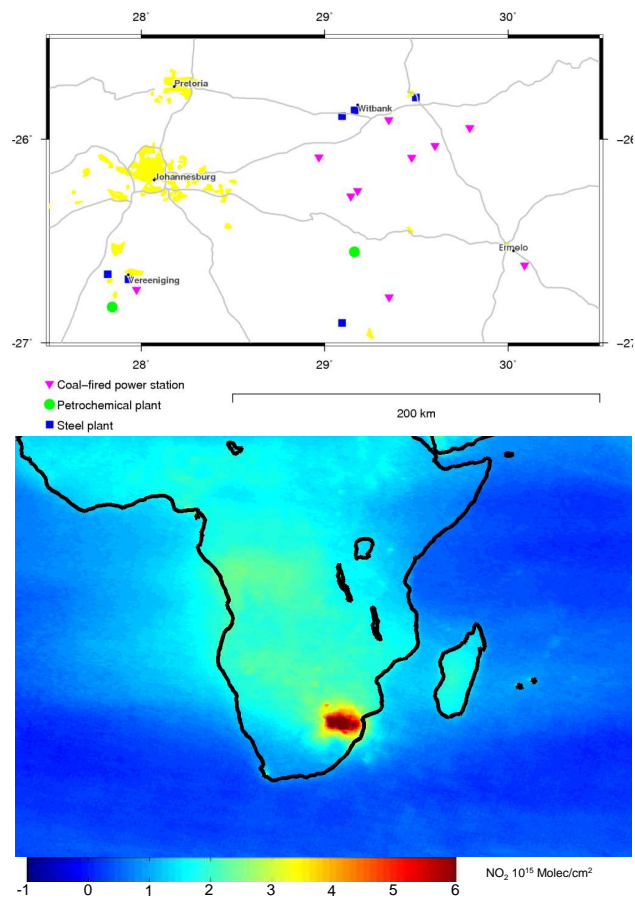 28˚ 29˚ 30˚
Pretoria
Witbank
-26˚ -26˚
Johannesburg
Ermelo
Vereeniging
-27˚ -27
28˚ 29˚ 30˚
Coal–fired power station
Petrochemical plant
200 km
Steel plant
-1 0 1 2 3 4 5 6 NO₂ 10¹⁵ Molec/cm²